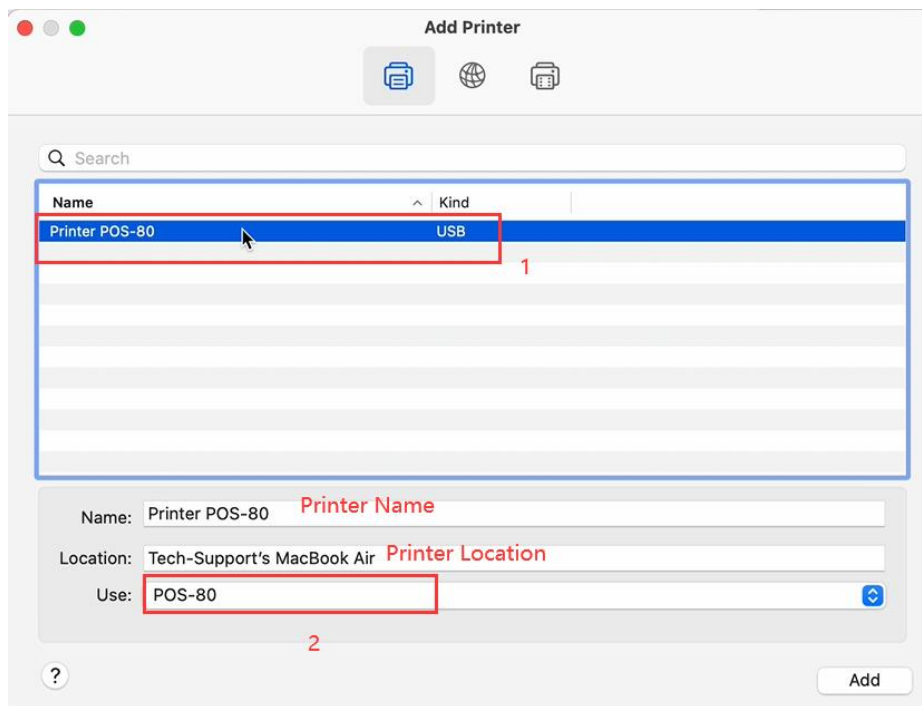 Add Printer
Search
Name Kind
Printer POS-80 USB
1
Name: Printer POS-80 Printer Name
Location: Tech-Support's MacBook Air Printer Location
Use: POS-80
2
?
Add